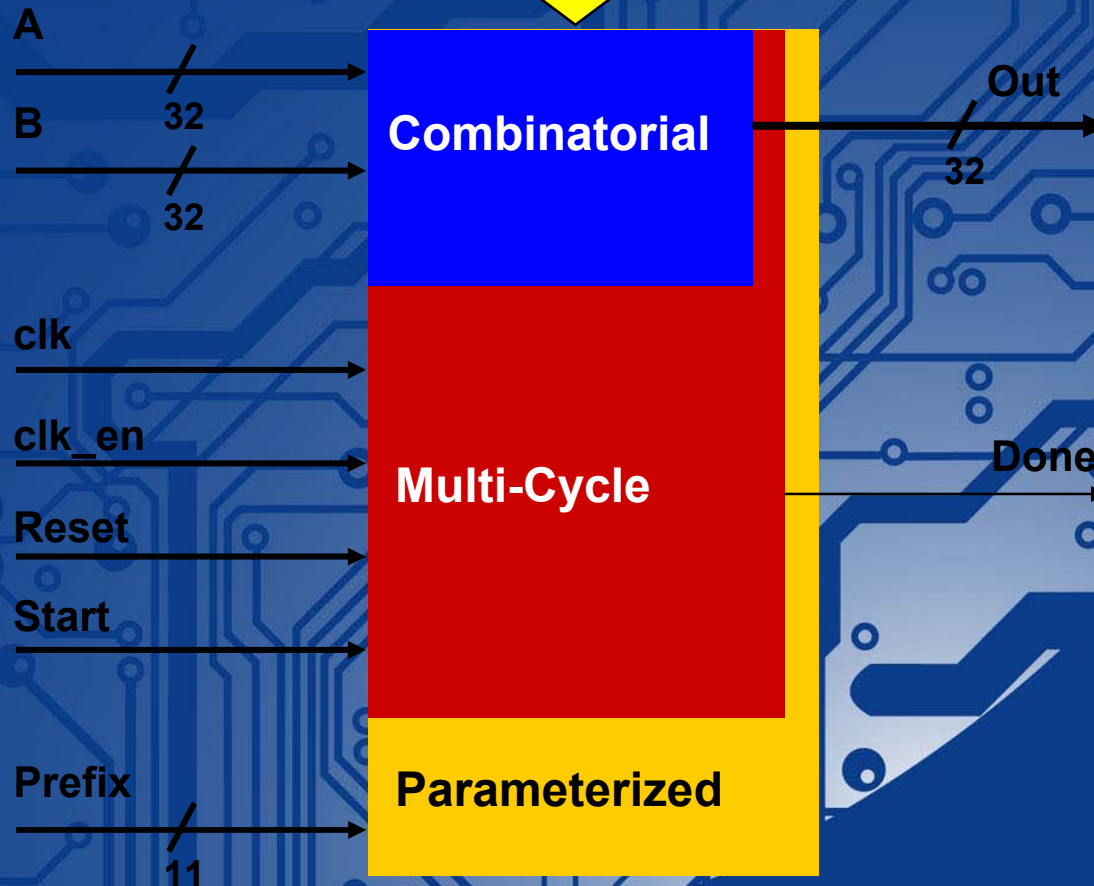 A
32
B
32
Combinatorial
Out
32
clk
clk_en
Multi-Cycle
Done
Reset
Start
Prefix
11
Parameterized